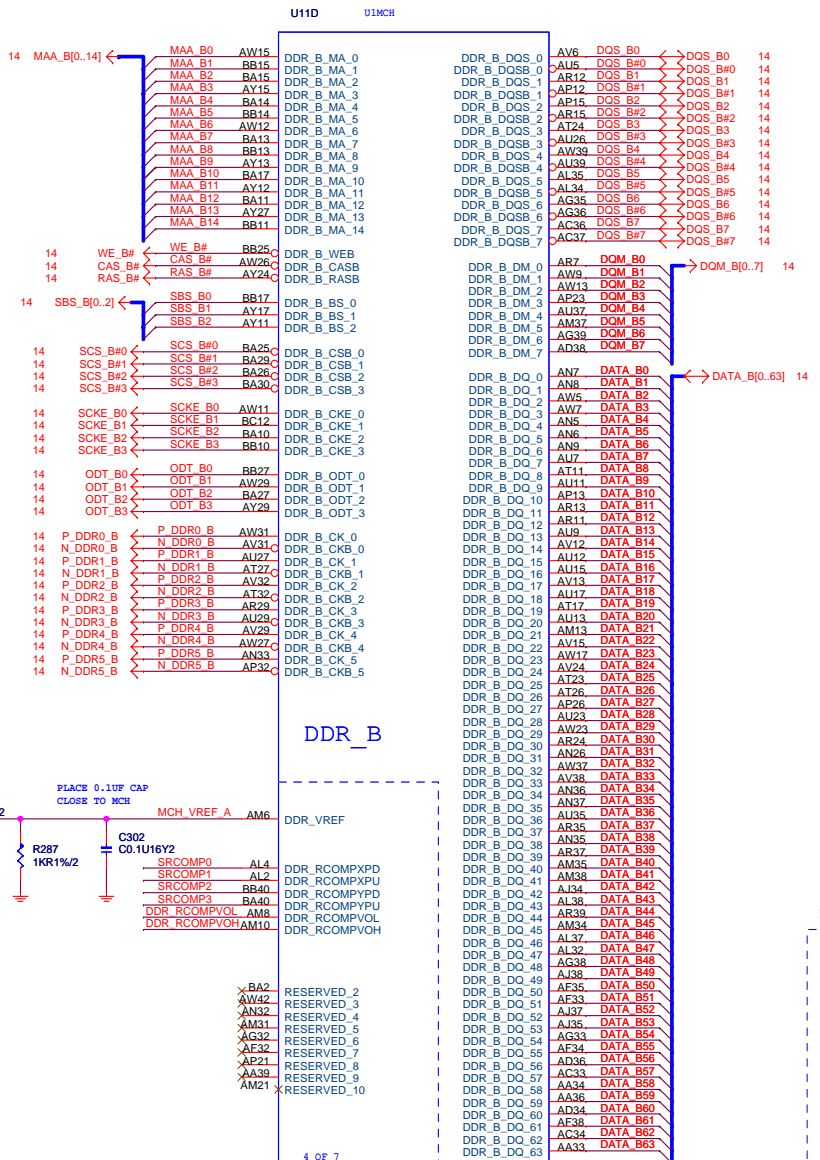 U11D U1MCH
14 MAA_B[0..14] MAA_B0 AW15 DDR_B_MA_0
MAA_B1 BB15 DDR_B_MA_1
MAA_B2 BA15 DDR_B_MA_2
MAA_B3 AY15 DDR_B_MA_3
MAA_B4 BA14 DDR_B_MA_4
MAA_B5 BB14 DDR_B_MA_5
MAA_B6 AW12 DDR_B_MA_6
MAA_B7 BA13 DDR_B_MA_7
MAA_B8 BB13 DDR_B_MA_8
MAA_B9 AY13 DDR_B_MA_9
MAA_B10 BA17 DDR_B_MA_10
MAA_B11 AY12 DDR_B_MA_11
MAA_B12 BA11 DDR_B_MA_12
MAA_B13 AY27 DDR_B_MA_13
MAA_B14 BB11 DDR_B_MA_14
14 WE_B# WE_B# BB25 DDR_B_WEB
14 CAS_B# CAS_B# AW26 DDR_B_CASB
14 RAS_B# RAS_B# AY24 DDR_B_RASB
14 SBS_B[0..2] SBS_B0 BB17 DDR_B_BS_0
SBS_B1 AY17 DDR_B_BS_1
SBS_B2 AY11 DDR_B_BS_2
14 SCS_B#0 SCS_B#0 BA25 DDR_B_CSB_0
14 SCS_B#1 SCS_B#1 BA29 DDR_B_CSB_1
14 SCS_B#2 SCS_B#2 BA26 DDR_B_CSB_2
14 SCS_B#3 SCS_B#3 BA30 DDR_B_CSB_3
14 SCKE_B0 SCKE_B0 AW11 DDR_B_CKE_0
14 SCKE_B1 SCKE_B1 BC12 DDR_B_CKE_1
14 SCKE_B2 SCKE_B2 BA10 DDR_B_CKE_2
14 SCKE_B3 SCKE_B3 BB10 DDR_B_CKE_3
14 ODT_B0 ODT_B0 BB27 DDR_B_ODT_0
14 ODT_B1 ODT_B1 AW29 DDR_B_ODT_1
14 ODT_B2 ODT_B2 BA27 DDR_B_ODT_2
14 ODT_B3 ODT_B3 AY29 DDR_B_ODT_3
14 P_DDR0_B P_DDR0_B AW31 DDR_B_CK_0
14 N_DDR0_B N_DDR0_B AV31 DDR_B_CKB_0
14 P_DDR1_B P_DDR1_B AU27 DDR_B_CK_1
14 N_DDR1_B N_DDR1_B AT27 DDR_B_CKB_1
14 P_DDR2_B P_DDR2_B AV32 DDR_B_CK_2
14 N_DDR2_B N_DDR2_B AT32 DDR_B_CKB_2
14 P_DDR3_B P_DDR3_B AR29 DDR_B_CK_3
14 N_DDR3_B N_DDR3_B AU29 DDR_B_CKB_3
14 P_DDR4_B P_DDR4_B AV29 DDR_B_CK_4
14 N_DDR4_B N_DDR4_B AW27 DDR_B_CKB_4
14 P_DDR5_B P_DDR5_B AN33 DDR_B_CK_5
14 N_DDR5_B N_DDR5_B AP32 DDR_B_CKB_5
DDR_B
PLACE 0.1UF CAP
CLOSE TO MCH
2 MCH_VREF_A AM6 DDR_VREF
R287
1KR1%/2
C302
C0.1U16Y2
SRCOMP0 AL4 DDR_RCOMPXPD
SRCOMP1 AL2 DDR_RCOMPXPU
SRCOMP2 BB40 DDR_RCOMPYPD
SRCOMP3 BA40 DDR_RCOMPYPU
DDR_RCOMPVOL AM8 DDR_RCOMPVOL
DDR_RCOMPVOH AM10 DDR_RCOMPVOH
BA2 RESERVED_2
AW42 RESERVED_3
AN32 RESERVED_4
AM31 RESERVED_5
AG32 RESERVED_6
AF32 RESERVED_7
AP21 RESERVED_8
AA39 RESERVED_9
AM21 RESERVED_10
4 OF 7
DDR_B_DQS_0 AV6 DQS_B0 DQS_B0 14
DDR_B_DQSB_0 AU5 DQS_B#0 DQS_B#0 14
DDR_B_DQS_1 AR12 DQS_B1 DQS_B1 14
DDR_B_DQSB_1 AP12 DQS_B#1 DQS_B#1 14
DDR_B_DQS_2 AP15 DQS_B2 DQS_B2 14
DDR_B_DQSB_2 AR15 DQS_B#2 DQS_B#2 14
DDR_B_DQS_3 AT24 DQS_B3 DQS_B3 14
DDR_B_DQSB_3 AU26 DQS_B#3 DQS_B#3 14
DDR_B_DQS_4 AW39 DQS_B4 DQS_B4 14
DDR_B_DQSB_4 AU39 DQS_B#4 DQS_B#4 14
DDR_B_DQS_5 AL35 DQS_B5 DQS_B5 14
DDR_B_DQSB_5 AL34 DQS_B#5 DQS_B#5 14
DDR_B_DQS_6 AG35 DQS_B6 DQS_B6 14
DDR_B_DQSB_6 AG36 DQS_B#6 DQS_B#6 14
DDR_B_DQS_7 AC36 DQS_B7 DQS_B7 14
DDR_B_DQSB_7 AC37 DQS_B#7 DQS_B#7 14
DDR_B_DM_0 AR7 DQM_B0 DQM_B[0..7] 14
DDR_B_DM_1 AW9 DQM_B1
DDR_B_DM_2 AW13 DQM_B2
DDR_B_DM_3 AP23 DQM_B3
DDR_B_DM_4 AU37 DQM_B4
DDR_B_DM_5 AM37 DQM_B5
DDR_B_DM_6 AG39 DQM_B6
DDR_B_DM_7 AD38 DQM_B7
DDR_B_DQ_0 AN7 DATA_B0 DATA_B[0..63] 14
DDR_B_DQ_1 AN8 DATA_B1
DDR_B_DQ_2 AW5 DATA_B2
DDR_B_DQ_3 AW7 DATA_B3
DDR_B_DQ_4 AN5 DATA_B4
DDR_B_DQ_5 AN6 DATA_B5
DDR_B_DQ_6 AN9 DATA_B6
DDR_B_DQ_7 AU7 DATA_B7
DDR_B_DQ_8 AT11 DATA_B8
DDR_B_DQ_9 AU11 DATA_B9
DDR_B_DQ_10 AP13 DATA_B10
DDR_B_DQ_11 AR13 DATA_B11
DDR_B_DQ_12 AR11 DATA_B12
DDR_B_DQ_13 AU9 DATA_B13
DDR_B_DQ_14 AV12 DATA_B14
DDR_B_DQ_15 AU12 DATA_B15
DDR_B_DQ_16 AU15 DATA_B16
DDR_B_DQ_17 AV13 DATA_B17
DDR_B_DQ_18 AU17 DATA_B18
DDR_B_DQ_19 AT17 DATA_B19
DDR_B_DQ_20 AU13 DATA_B20
DDR_B_DQ_21 AM13 DATA_B21
DDR_B_DQ_22 AV15 DATA_B22
DDR_B_DQ_23 AW17 DATA_B23
DDR_B_DQ_24 AV24 DATA_B24
DDR_B_DQ_25 AT23 DATA_B25
DDR_B_DQ_26 AT26 DATA_B26
DDR_B_DQ_27 AP26 DATA_B27
DDR_B_DQ_28 AU23 DATA_B28
DDR_B_DQ_29 AW23 DATA_B29
DDR_B_DQ_30 AR24 DATA_B30
DDR_B_DQ_31 AN26 DATA_B31
DDR_B_DQ_32 AW37 DATA_B32
DDR_B_DQ_33 AV38 DATA_B33
DDR_B_DQ_34 AN36 DATA_B34
DDR_B_DQ_35 AN37 DATA_B35
DDR_B_DQ_36 AU35 DATA_B36
DDR_B_DQ_37 AR35 DATA_B37
DDR_B_DQ_38 AN35 DATA_B38
DDR_B_DQ_39 AR37 DATA_B39
DDR_B_DQ_40 AM35 DATA_B40
DDR_B_DQ_41 AM38 DATA_B41
DDR_B_DQ_42 AJ34 DATA_B42
DDR_B_DQ_43 AL38 DATA_B43
DDR_B_DQ_44 AR39 DATA_B44
DDR_B_DQ_45 AM34 DATA_B45
DDR_B_DQ_46 AL37 DATA_B46
DDR_B_DQ_47 AL32 DATA_B47
DDR_B_DQ_48 AG38 DATA_B48
DDR_B_DQ_49 AJ38 DATA_B49
DDR_B_DQ_50 AF35 DATA_B50
DDR_B_DQ_51 AF33 DATA_B51
DDR_B_DQ_52 AJ37 DATA_B52
DDR_B_DQ_53 AJ35 DATA_B53
DDR_B_DQ_54 AG33 DATA_B54
DDR_B_DQ_55 AF34 DATA_B55
DDR_B_DQ_56 AD36 DATA_B56
DDR_B_DQ_57 AC33 DATA_B57
DDR_B_DQ_58 AA34 DATA_B58
DDR_B_DQ_59 AA36 DATA_B59
DDR_B_DQ_60 AD34 DATA_B60
DDR_B_DQ_61 AF38 DATA_B61
DDR_B_DQ_62 AC34 DATA_B62
DDR_B_DQ_63 AA33 DATA_B63